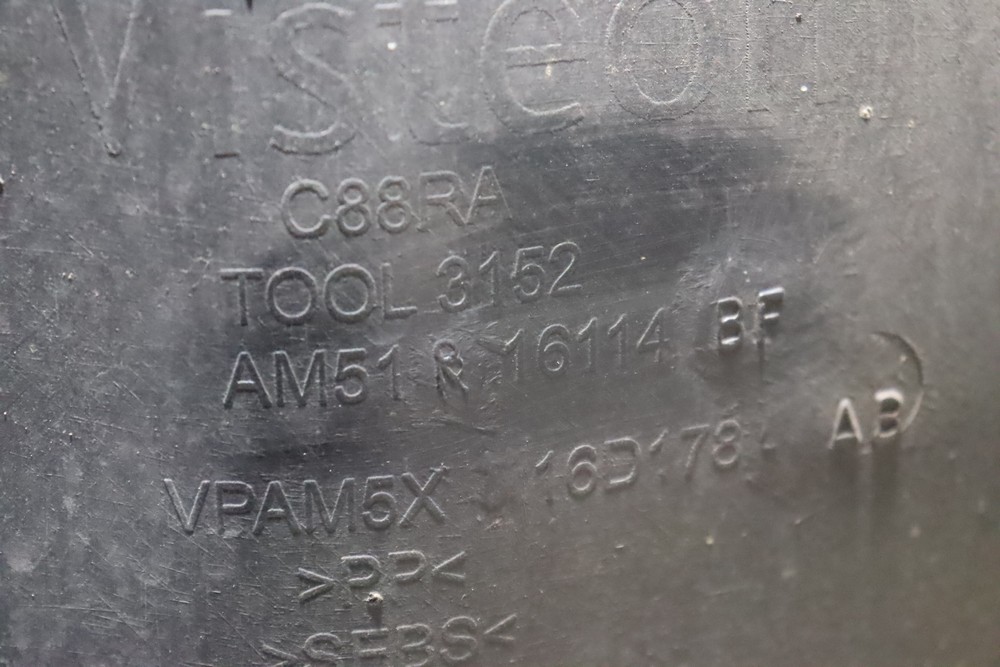 Visteon
C88RA
TOOL 3152
AM51 R 16114 BF
VPAM5X 16D178 AB
>PP<
>SEBS<